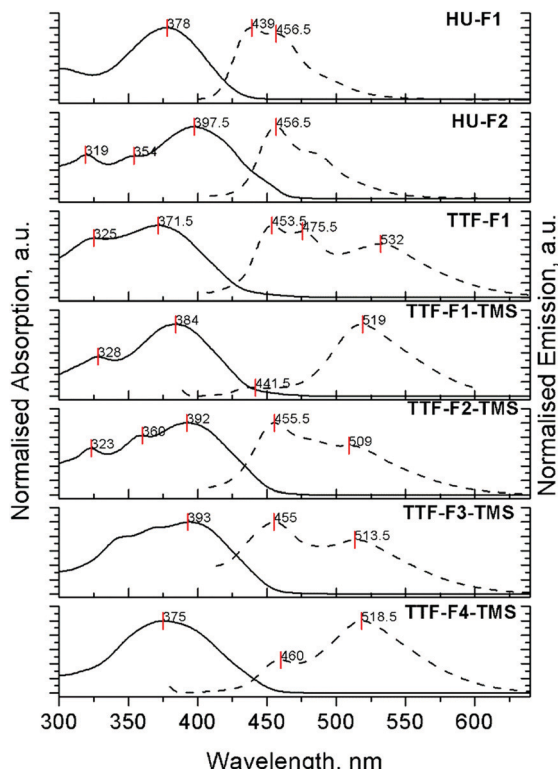 HU-F1
378
439
456.5
HU-F2
319
354
397.5
456.5
TTF-F1
325
371.5
453.5
475.5
532
TTF-F1-TMS
328
384
441.5
519
TTF-F2-TMS
323
360
392
455.5
509
TTF-F3-TMS
393
455
513.5
TTF-F4-TMS
375
460
518.5
Normalised Absorption, a.u.
Normalised Emission, a.u.
300 350 400 450 500 550 600
Wavelength, nm